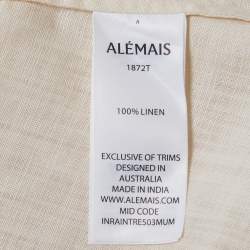 ALÉMAIS
1872T
100% LINEN
EXCLUSIVE OF TRIMS
DESIGNED IN
AUSTRALIA
MADE IN INDIA
WWW.ALEMAIS.COM
MID CODE
INRAINTRE503MUM